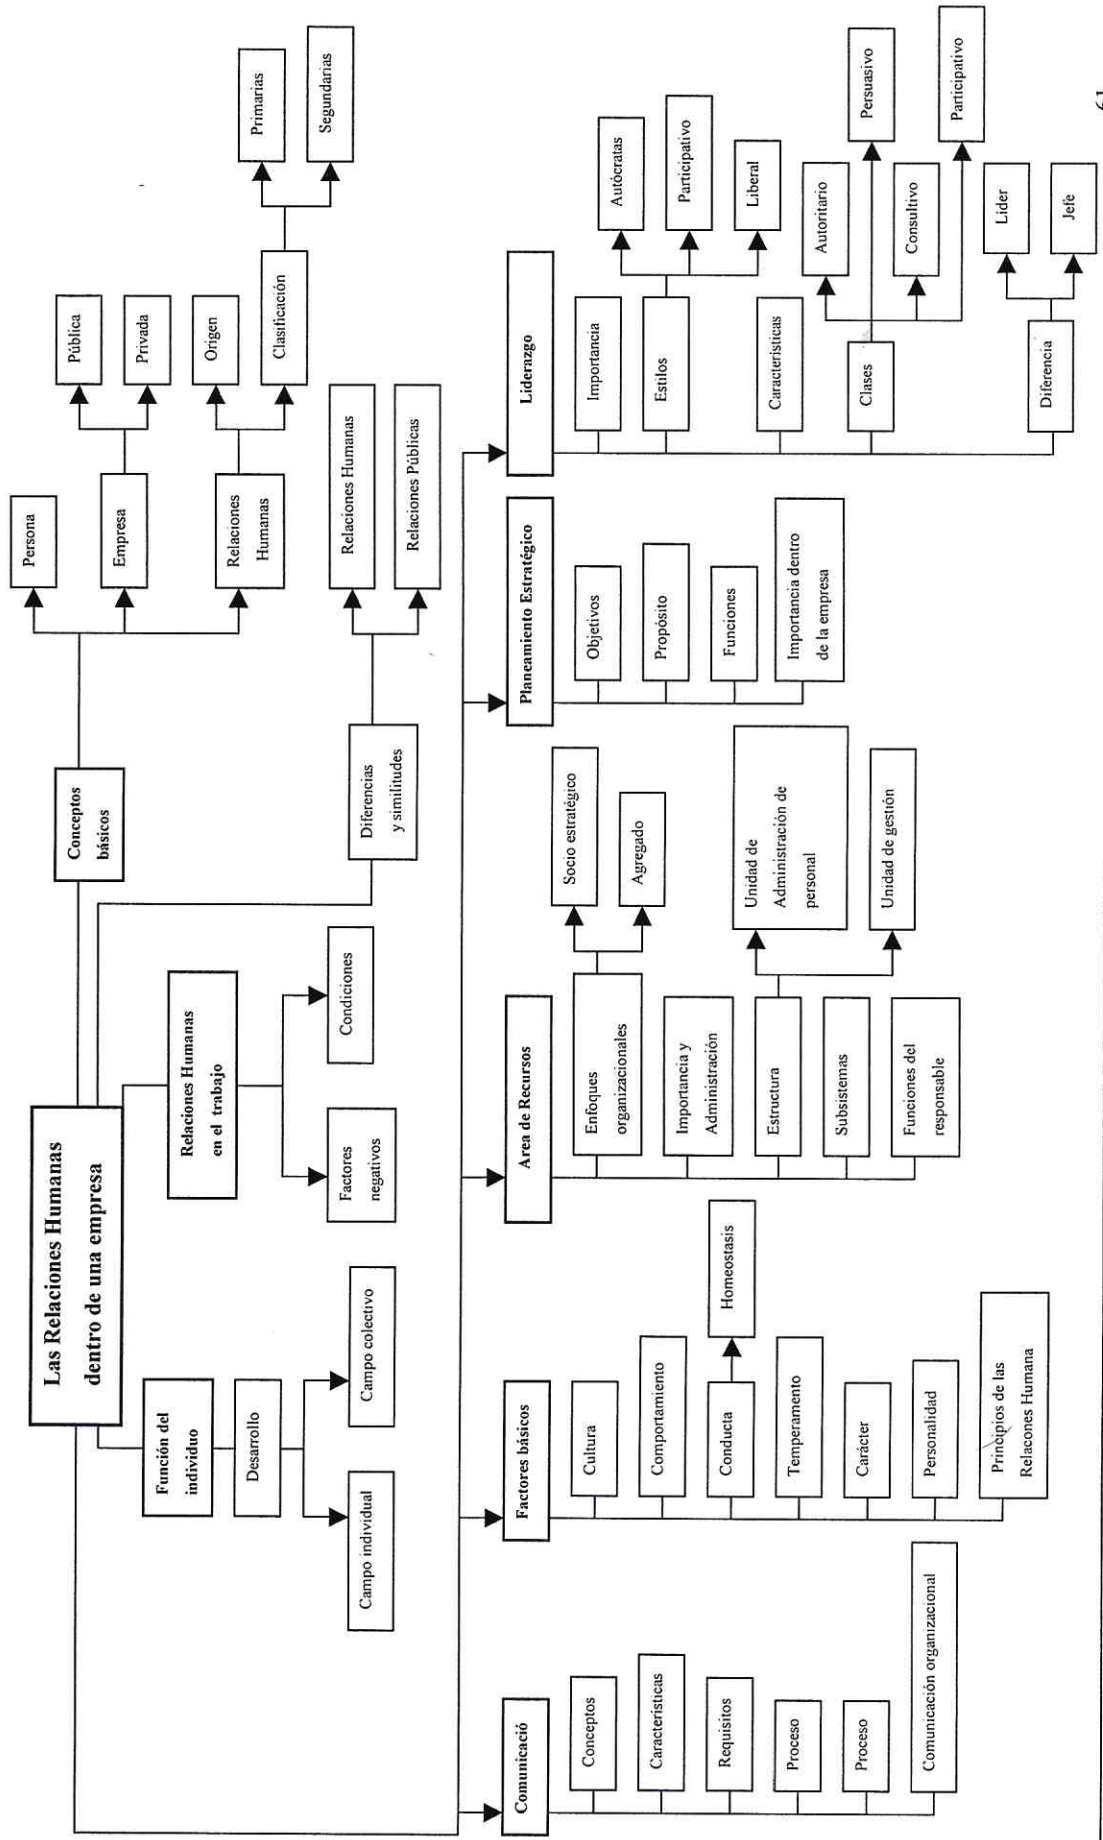 Las Relaciones Humanas
dentro de una empresa
Conceptos
básicos
Persona
Empresa
Pública
Privada
Relaciones
Humanas
Origen
Clasificación
Primarias
Segundarias
Diferencias
y similitudes
Relaciones Humanas
Relaciones Públicas
Función del
individuo
Desarrollo
Campo individual
Campo colectivo
Relaciones Humanas
en el trabajo
Factores
negativos
Condiciones
Comunicació
Conceptos
Características
Requisitos
Proceso
Proceso
Comunicación organizacional
Factores básicos
Cultura
Comportamiento
Conducta
Homeostasis
Temperamento
Carácter
Personalidad
Principios de las
Relacones Humana
Area de Recursos
Enfoques
organizacionales
Socio estratégico
Agregado
Importancia y
Administración
Estructura
Unidad de
Administración de
personal
Unidad de gestión
Subsistemas
Funciones del
responsable
Planeamiento Estratégico
Objetivos
Propósito
Funciones
Importancia dentro
de la empresa
Liderazgo
Importancia
Estilos
Autócratas
Participativo
Liberal
Características
Clases
Autoritario
Persuasivo
Consultivo
Participativo
Diferencia
Lider
Jefe
61